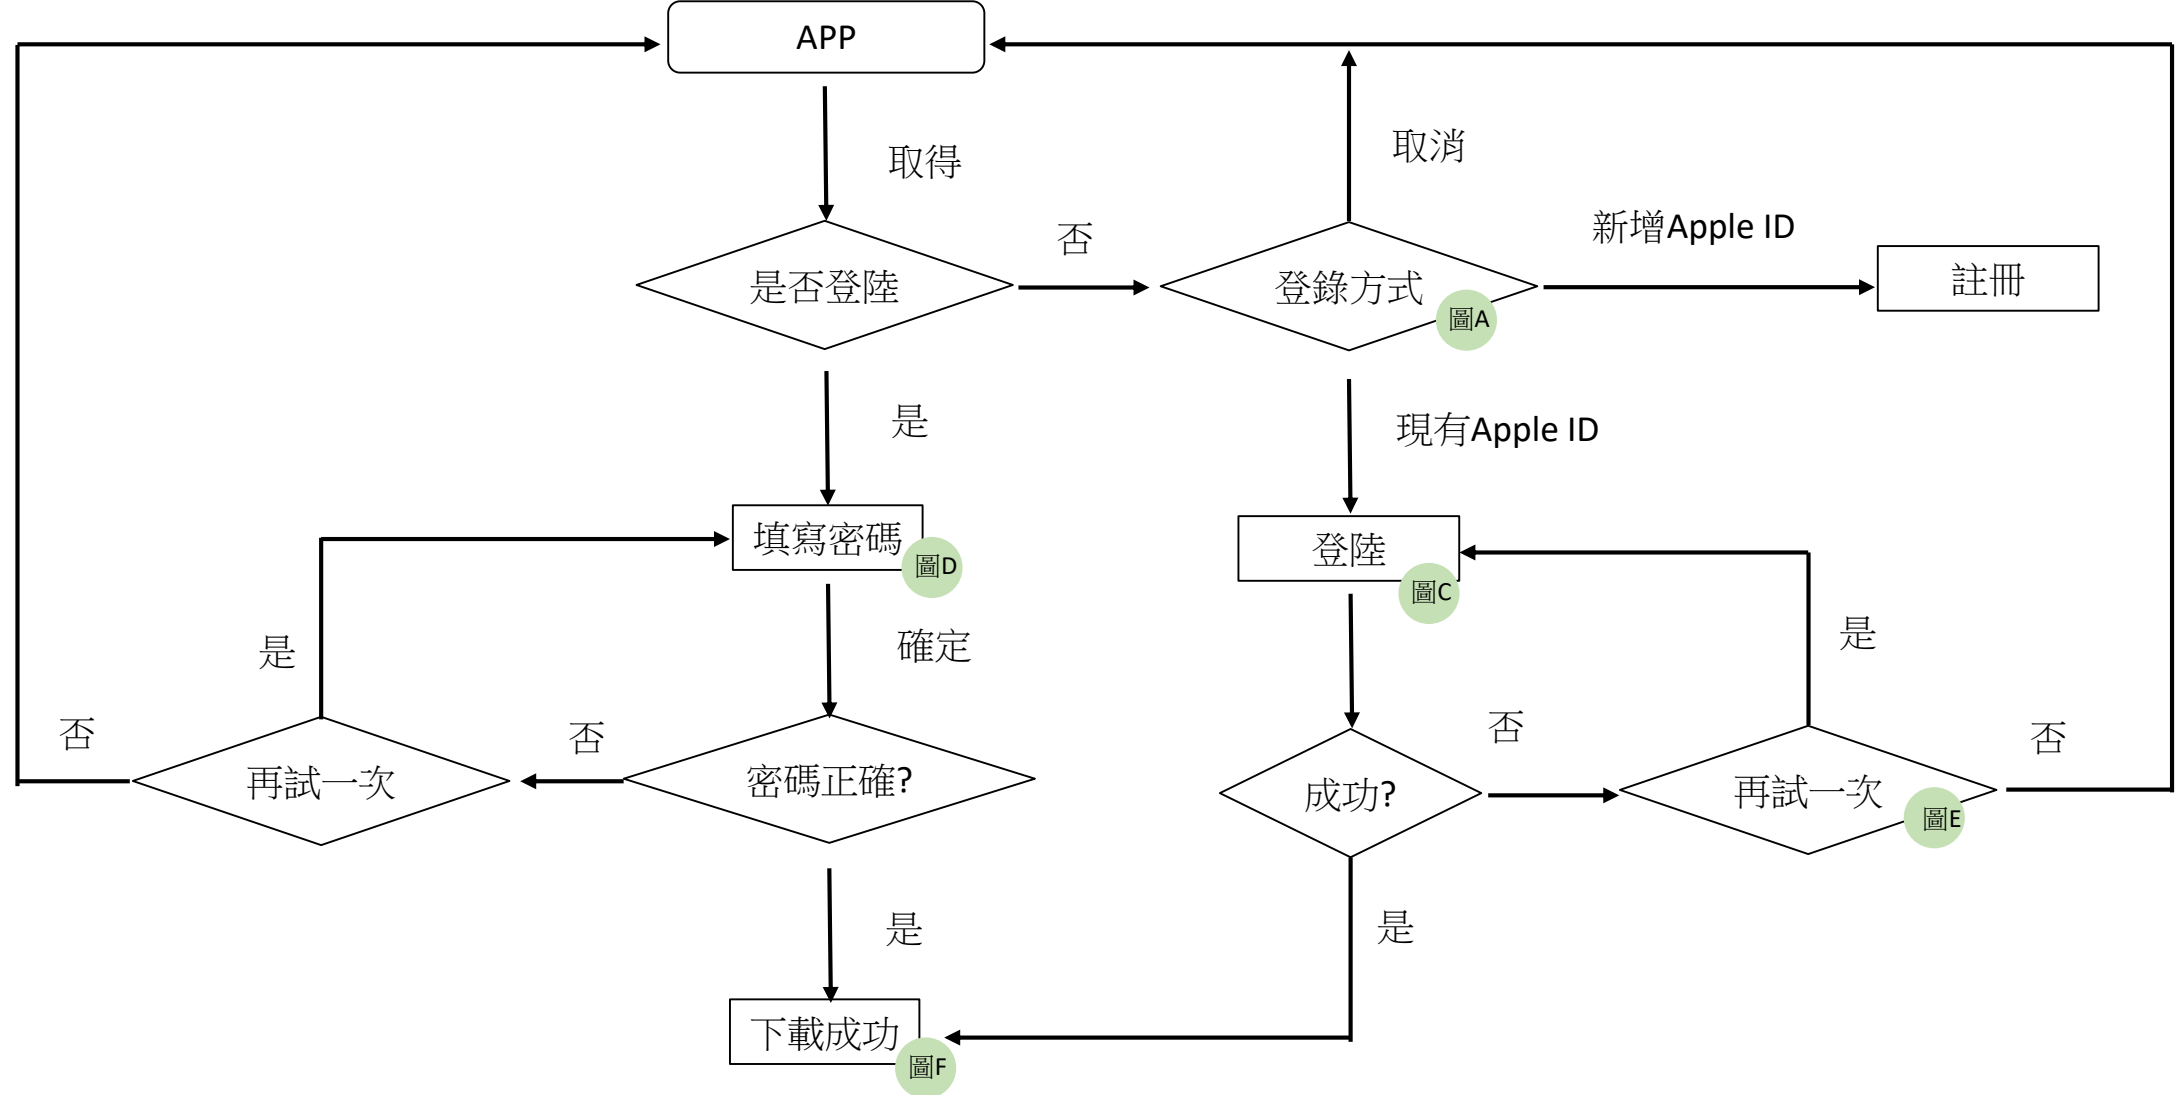 APP
取得
取消
否
新增Apple ID
是否登陸
登錄方式
圖A
註冊
是
現有Apple ID
填寫密碼
圖D
登陸
圖C
是
確定
是
否
否
否
否
再試一次
密碼正確?
成功?
再試一次
圖E
是
是
下載成功
圖F